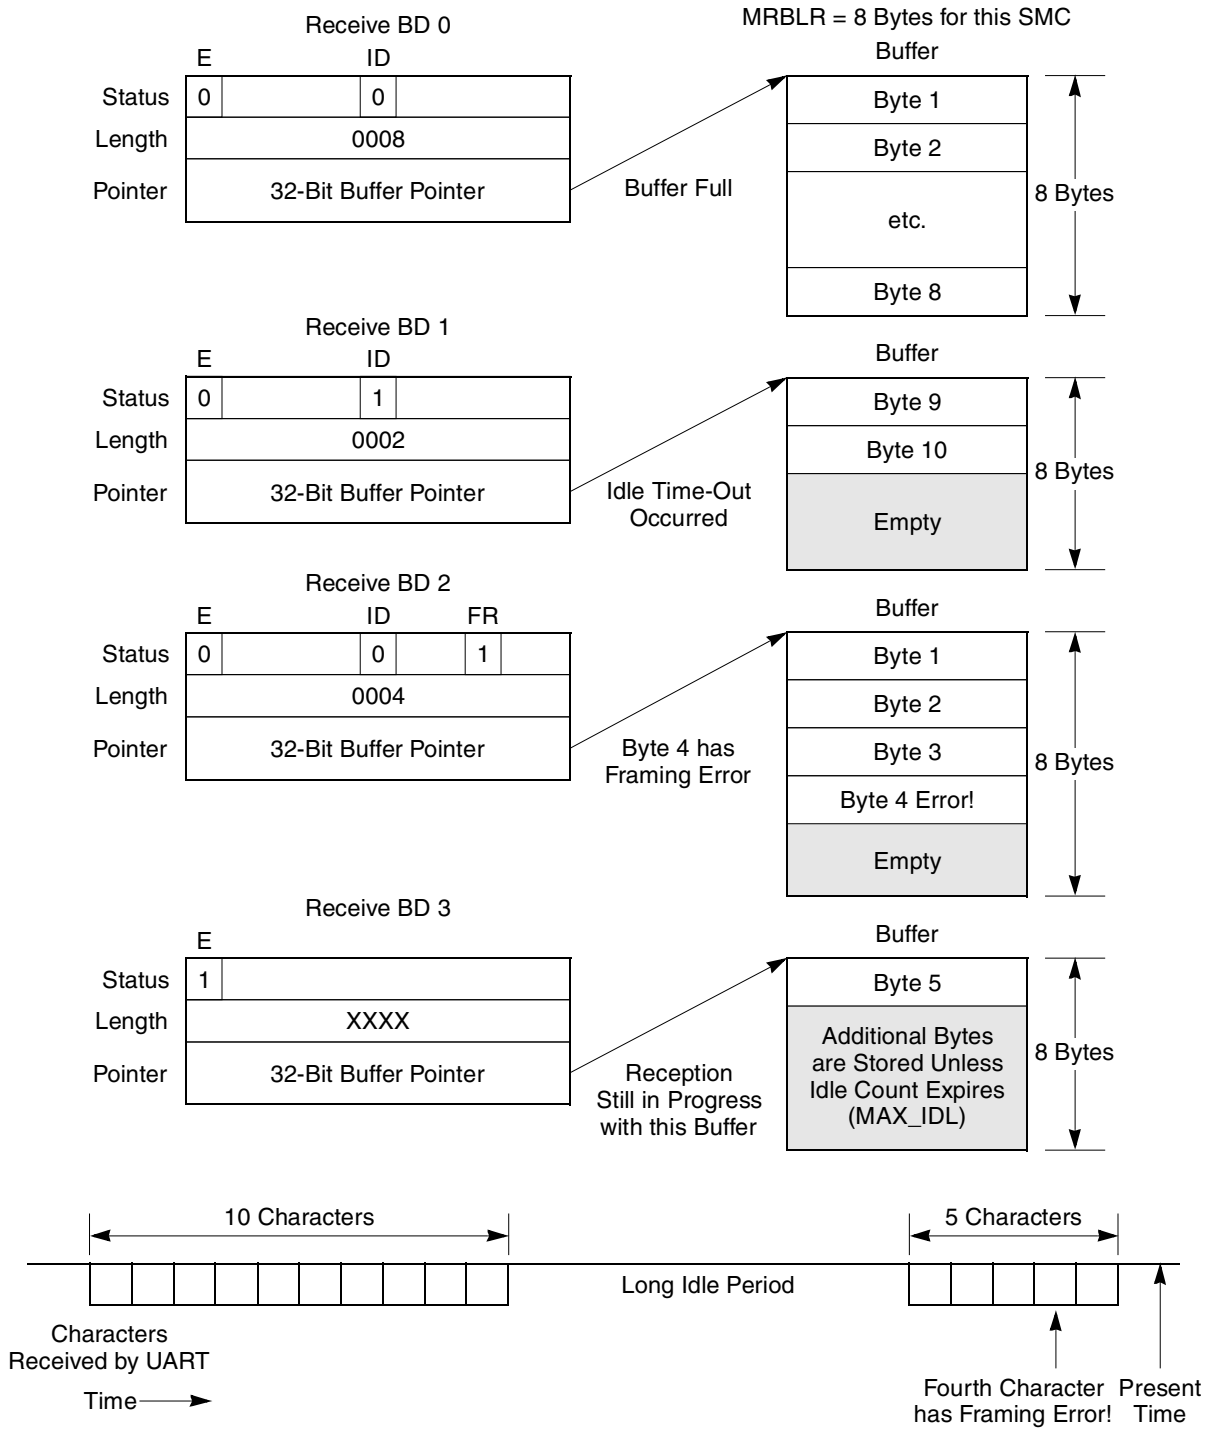 MRBLR = 8 Bytes for this SMC
Receive BD 0
Buffer
E ID
Status 0 0
Length 0008
Pointer 32-Bit Buffer Pointer
Buffer Full
Byte 1
Byte 2
etc.
Byte 8
8 Bytes
Receive BD 1
Buffer
E ID
Status 0 1
Length 0002
Pointer 32-Bit Buffer Pointer
Idle Time-Out
Occurred
Byte 9
Byte 10
Empty
8 Bytes
Receive BD 2
Buffer
E ID FR
Status 0 0 1
Length 0004
Pointer 32-Bit Buffer Pointer
Byte 4 has
Framing Error
Byte 1
Byte 2
Byte 3
Byte 4 Error!
Empty
8 Bytes
Receive BD 3
Buffer
E
Status 1
Length XXXX
Pointer 32-Bit Buffer Pointer
Reception
Still in Progress
with this Buffer
Byte 5
Additional Bytes
are Stored Unless
Idle Count Expires
(MAX_IDL)
8 Bytes
10 Characters
5 Characters
Long Idle Period
Characters
Received by UART
Time
Fourth Character
has Framing Error!
Present
Time